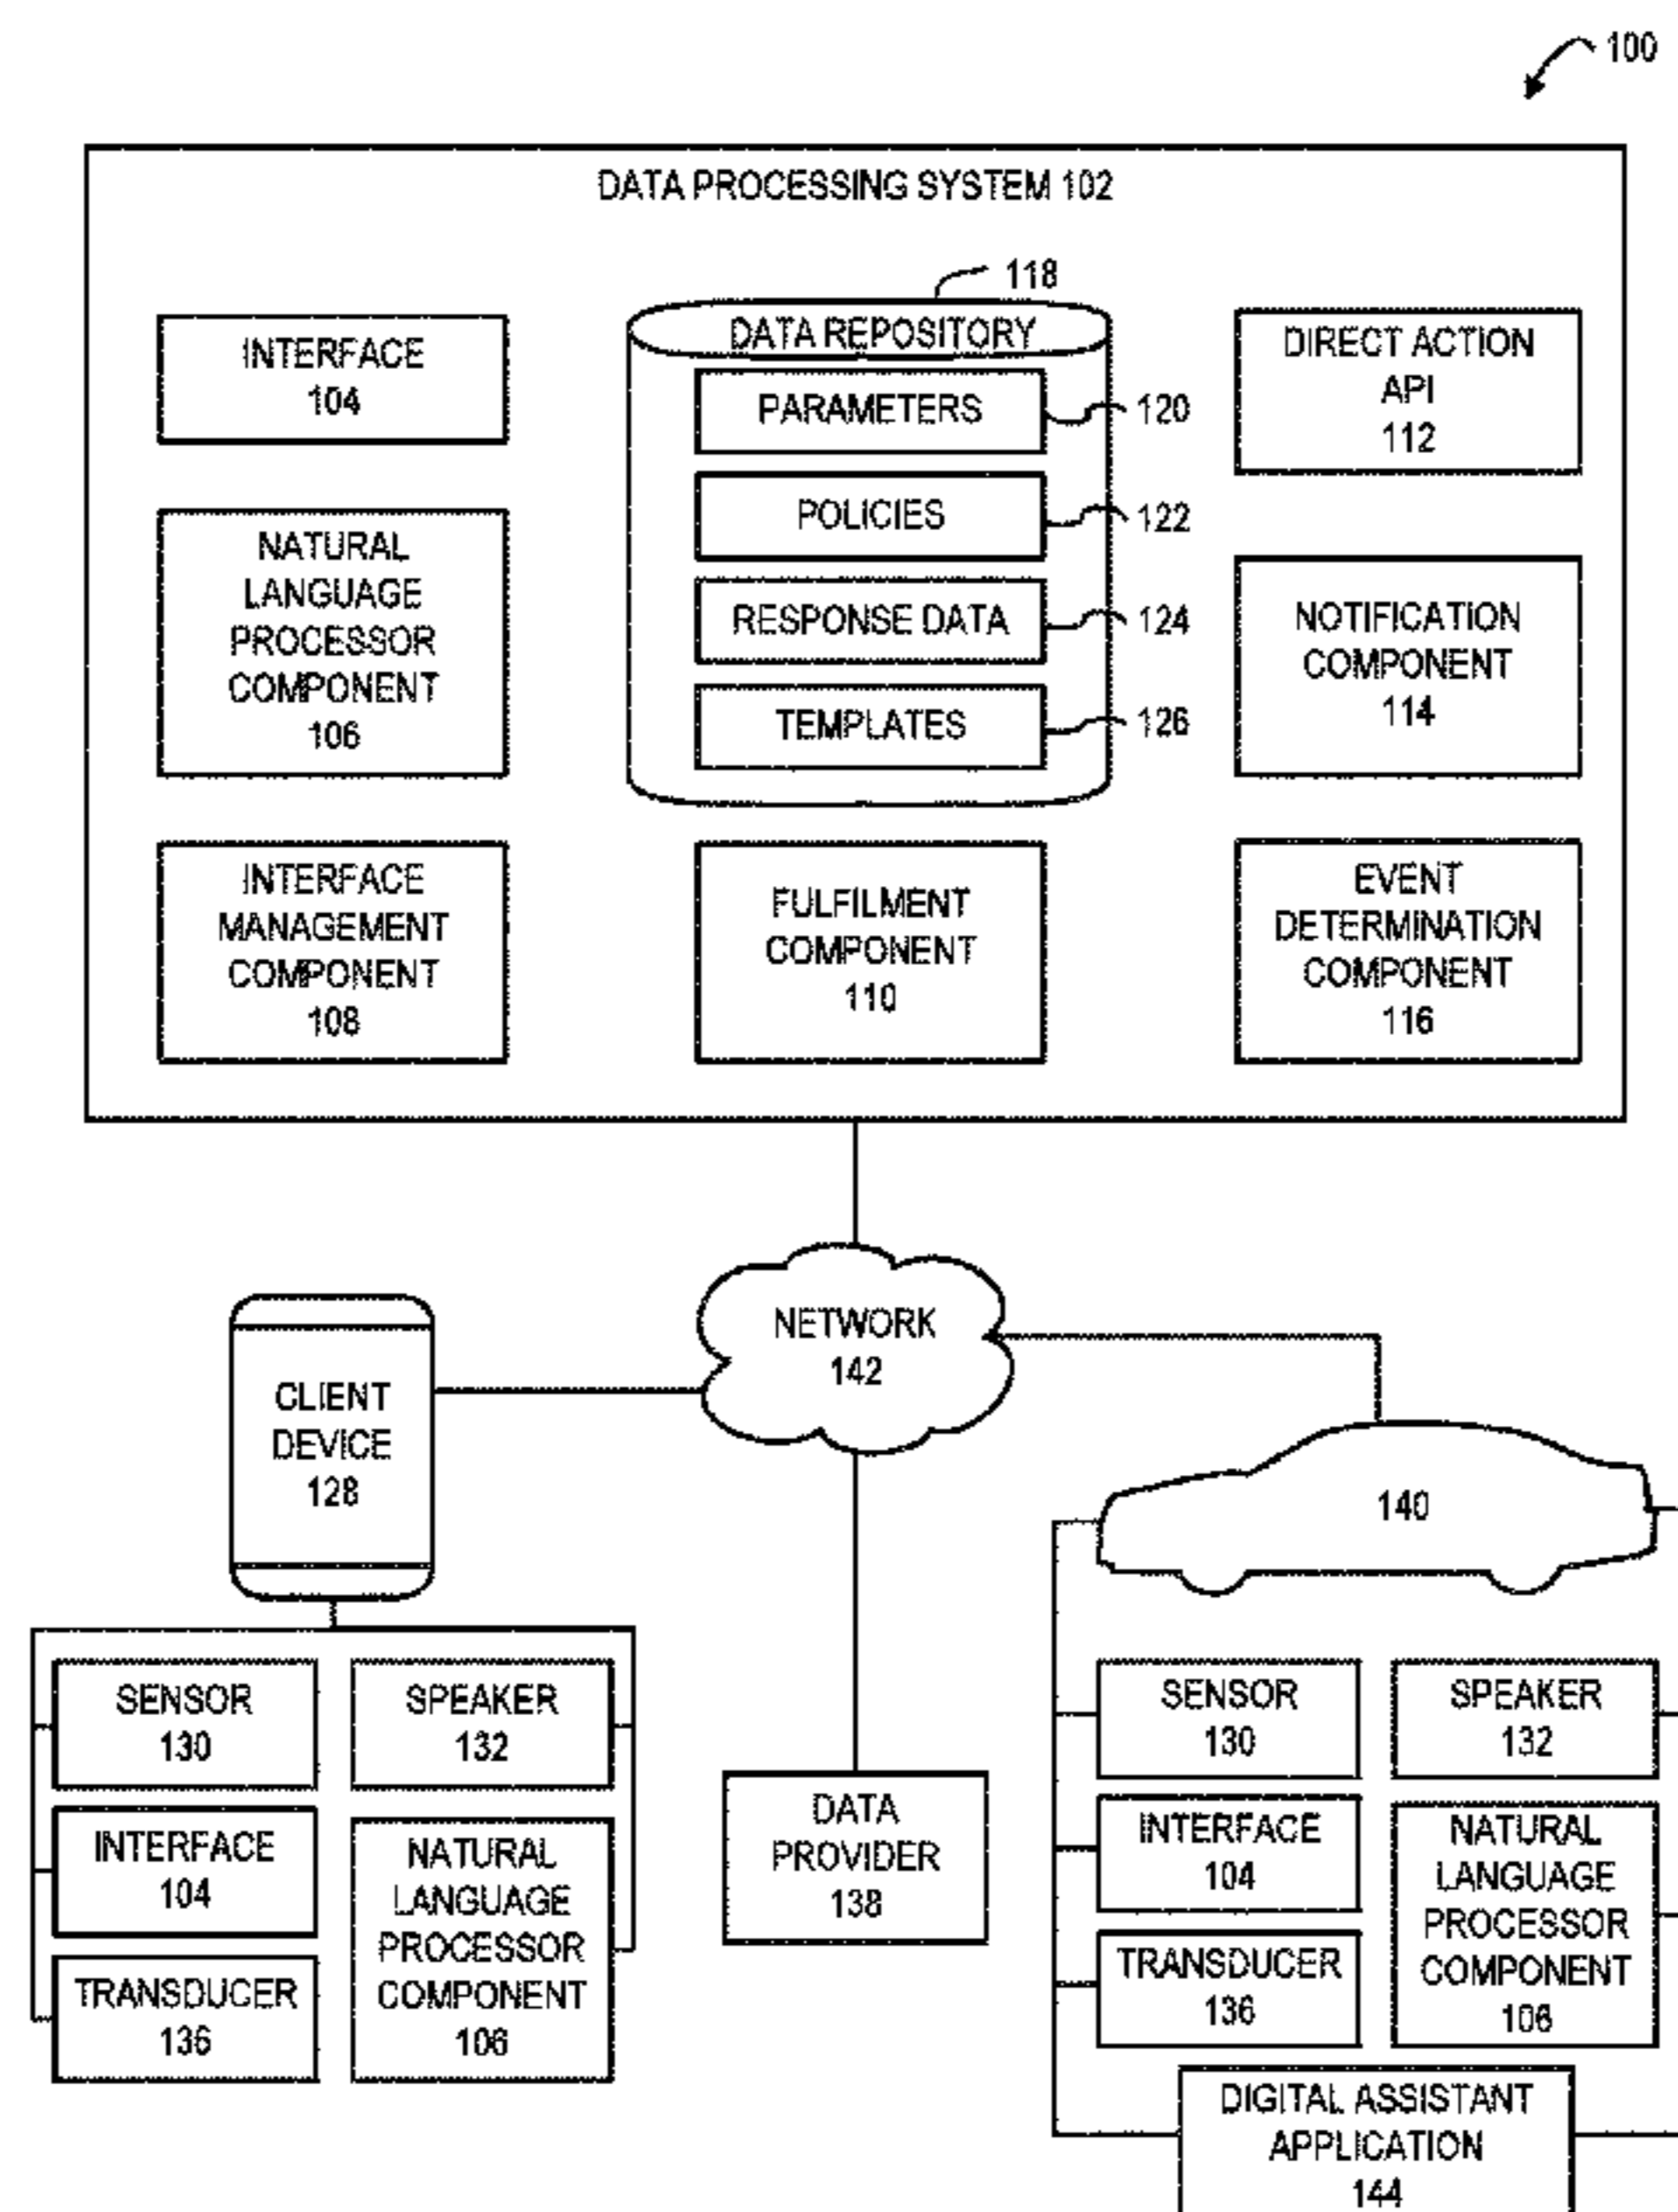 100
DATA PROCESSING SYSTEM 102
118
DATA REPOSITORY
PARAMETERS
120
POLICIES
122
RESPONSE DATA
124
TEMPLATES
126
INTERFACE
104
NATURAL
LANGUAGE
PROCESSOR
COMPONENT
106
INTERFACE
MANAGEMENT
COMPONENT
108
FULFILMENT
COMPONENT
110
DIRECT ACTION
API
112
NOTIFICATION
COMPONENT
114
EVENT
DETERMINATION
COMPONENT
116
NETWORK
142
CLIENT
DEVICE
128
140
SENSOR
130
SPEAKER
132
INTERFACE
104
NATURAL
LANGUAGE
PROCESSOR
COMPONENT
106
TRANSDUCER
136
DATA
PROVIDER
138
SENSOR
130
SPEAKER
132
INTERFACE
104
NATURAL
LANGUAGE
PROCESSOR
COMPONENT
106
TRANSDUCER
136
DIGITAL ASSISTANT
APPLICATION
144